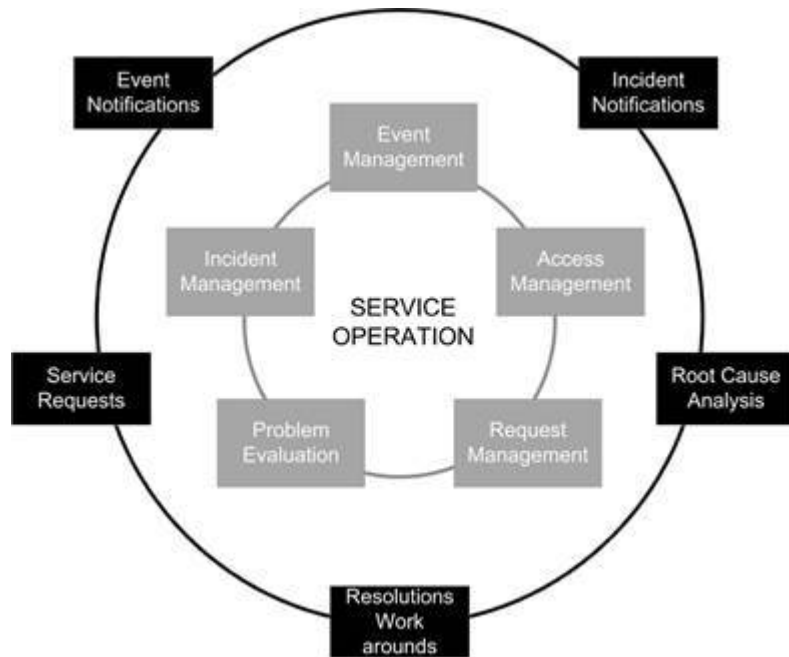 Event
Notifications
Incident
Notifications
Event
Management
Incident
Management
Access
Management
SERVICE
OPERATION
Service
Requests
Root Cause
Analysis
Problem
Evaluation
Request
Management
Resolutions
Work
arounds